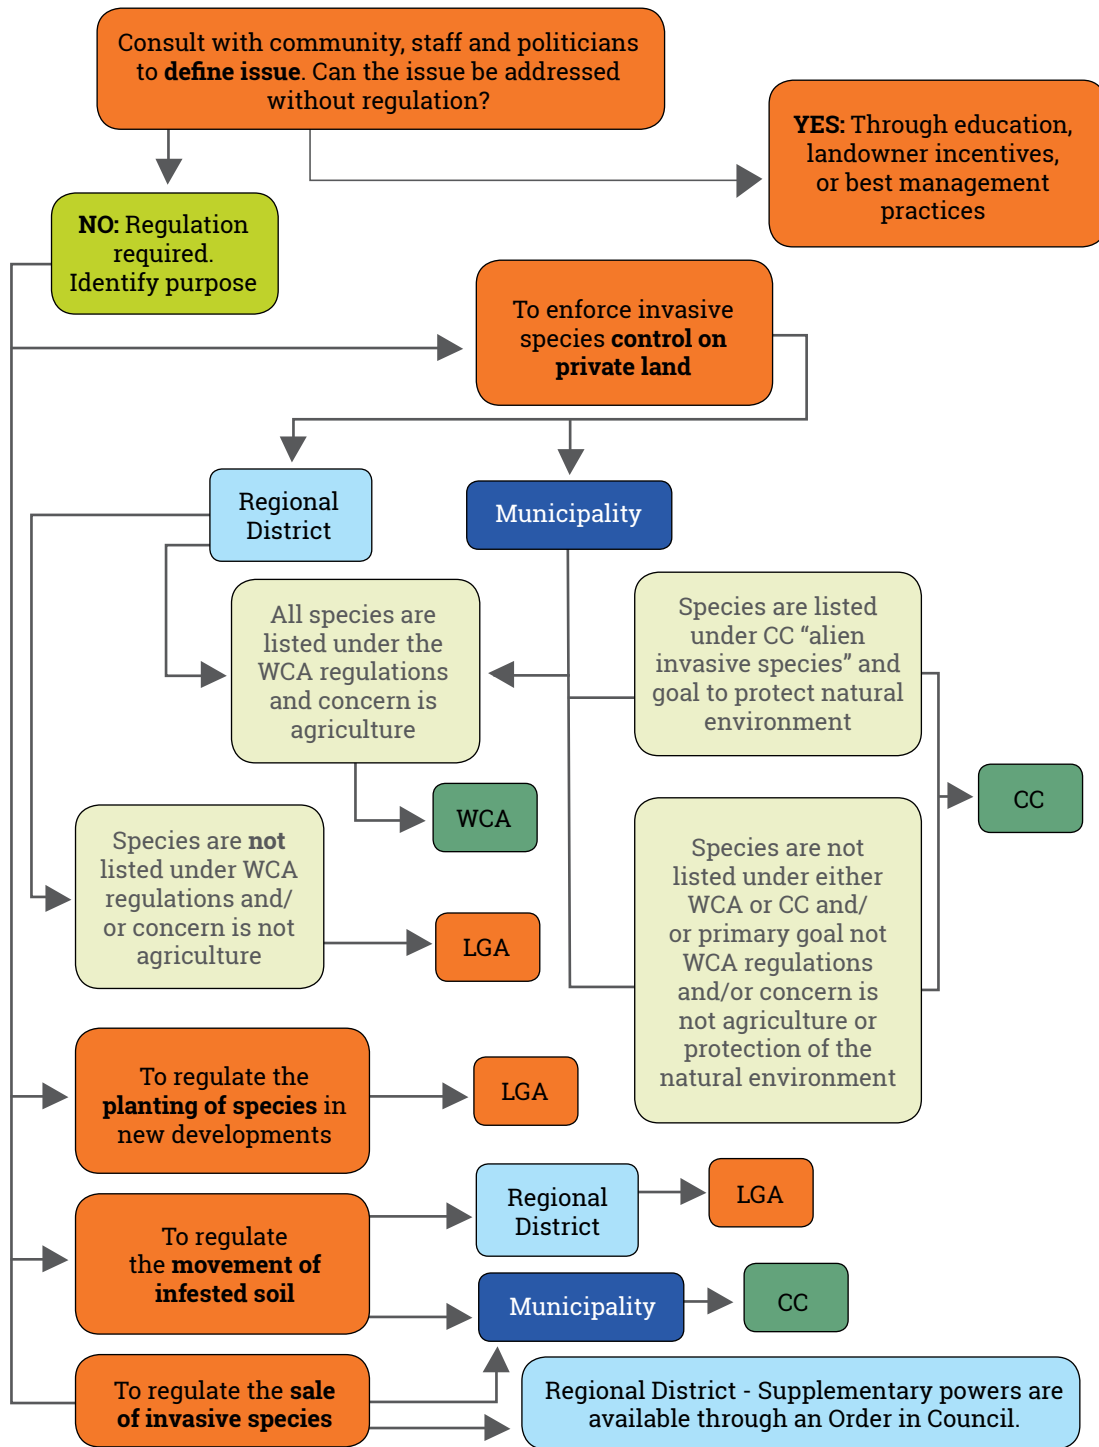 Consult with community, staff and politicians
to define issue. Can the issue be addressed
without regulation?
YES: Through education,
landowner incentives,
or best management
practices
NO: Regulation
required.
Identify purpose
To enforce invasive
species control on
private land
Regional
District
Municipality
All species are
listed under the
WCA regulations
and concern is
agriculture
Species are listed
under CC “alien
invasive species” and
goal to protect natural
environment
WCA
CC
Species are not
listed under WCA
regulations and/
or concern is not
agriculture
LGA
Species are not
listed under either
WCA or CC and/
or primary goal not
WCA regulations
and/or concern is
not agriculture or
protection of the
natural environment
To regulate the
planting of species in
new developments
LGA
To regulate
the movement of
infested soil
Regional
District
LGA
Municipality
CC
To regulate the sale
of invasive species
Regional District - Supplementary powers are
available through an Order in Council.